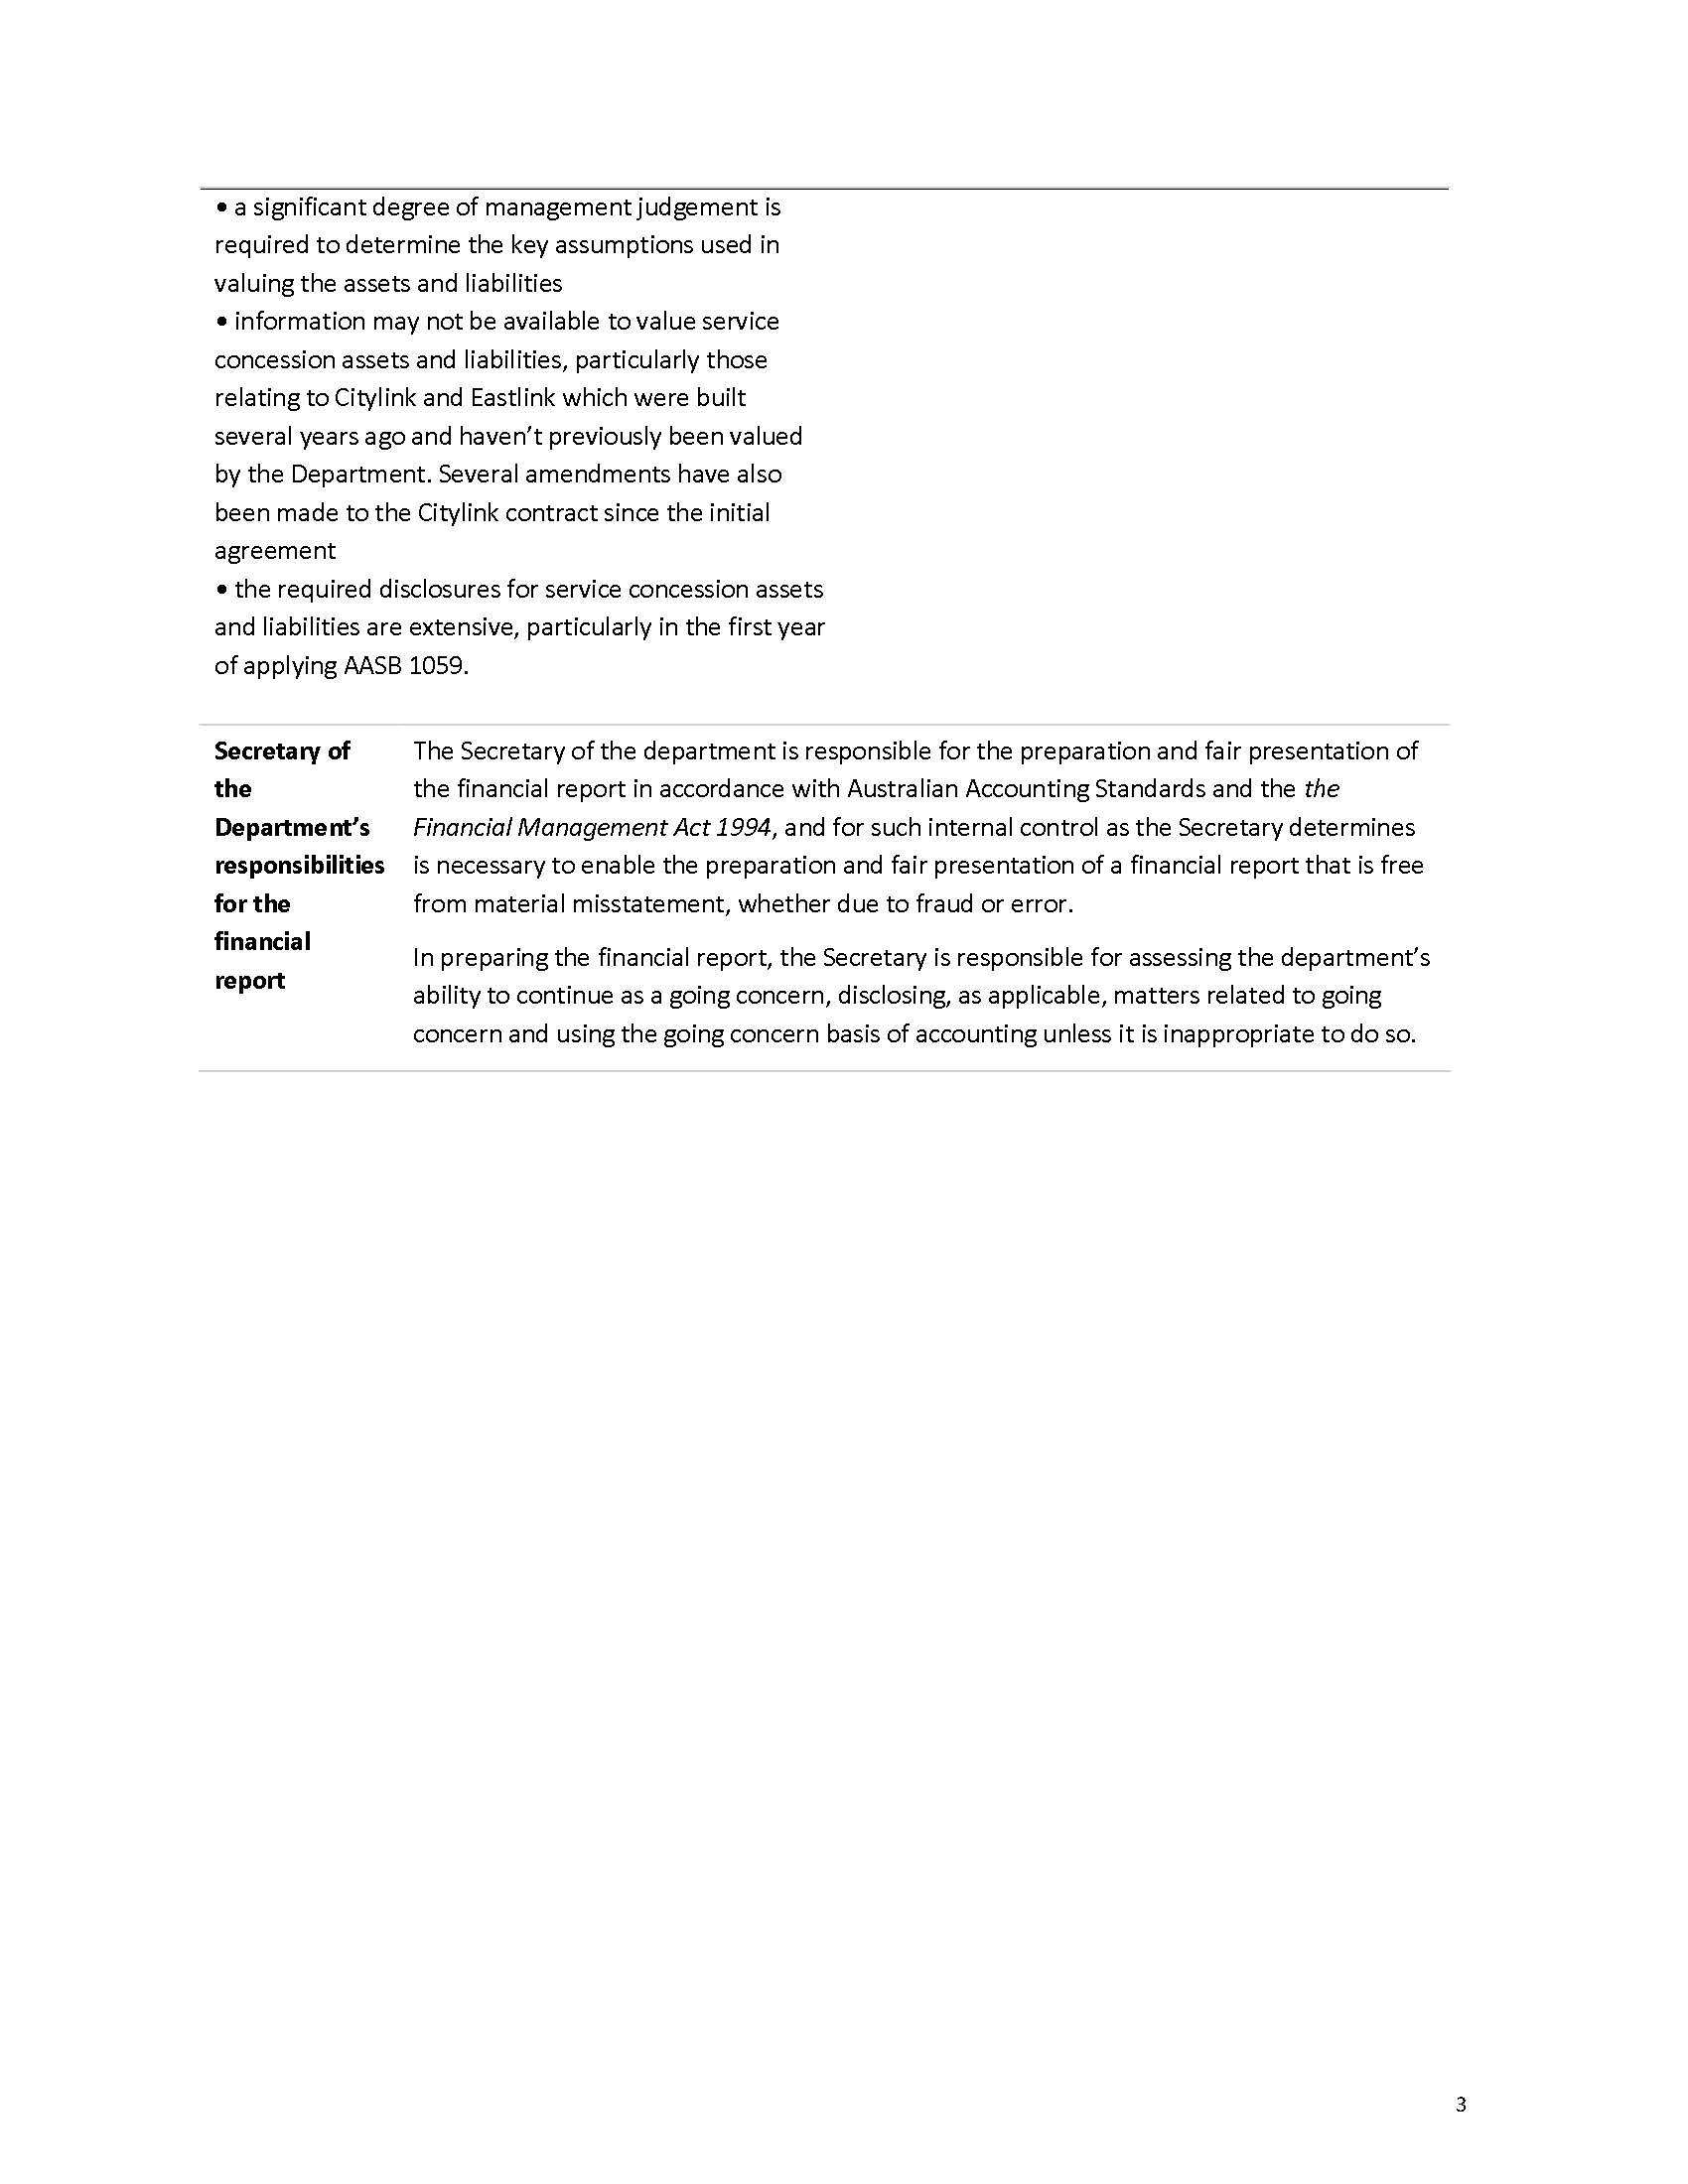 • a significant degree of management judgement is
required to determine the key assumptions used in
valuing the assets and liabilities
• information may not be available to value service
concession assets and liabilities, particularly those
relating to Citylink and Eastlink which were built
several years ago and haven’t previously been valued
by the Department. Several amendments have also
been made to the Citylink contract since the initial
agreement
• the required disclosures for service concession assets
and liabilities are extensive, particularly in the first year
of applying AASB 1059.
Secretary of
the
Department’s
responsibilities
for the
financial
report
The Secretary of the department is responsible for the preparation and fair presentation of
the financial report in accordance with Australian Accounting Standards and the the
Financial Management Act 1994, and for such internal control as the Secretary determines
is necessary to enable the preparation and fair presentation of a financial report that is free
from material misstatement, whether due to fraud or error.
In preparing the financial report, the Secretary is responsible for assessing the department’s
ability to continue as a going concern, disclosing, as applicable, matters related to going
concern and using the going concern basis of accounting unless it is inappropriate to do so.
3